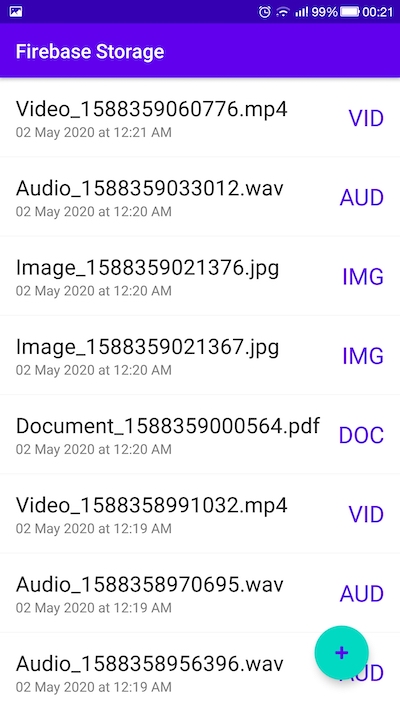 99% 00:21
Firebase Storage
Video_1588359060776.mp4
02 May 2020 at 12:21 AM
VID
Audio_1588359033012.wav
02 May 2020 at 12:20 AM
AUD
Image_1588359021376.jpg
02 May 2020 at 12:20 AM
IMG
Image_1588359021367.jpg
02 May 2020 at 12:20 AM
IMG
Document_1588359000564.pdf
02 May 2020 at 12:20 AM
DOC
Video_1588358991032.mp4
02 May 2020 at 12:19 AM
VID
Audio_1588358970695.wav
02 May 2020 at 12:19 AM
AUD
Audio_1588358956396.wav
02 May 2020 at 12:19 AM
AUD
+